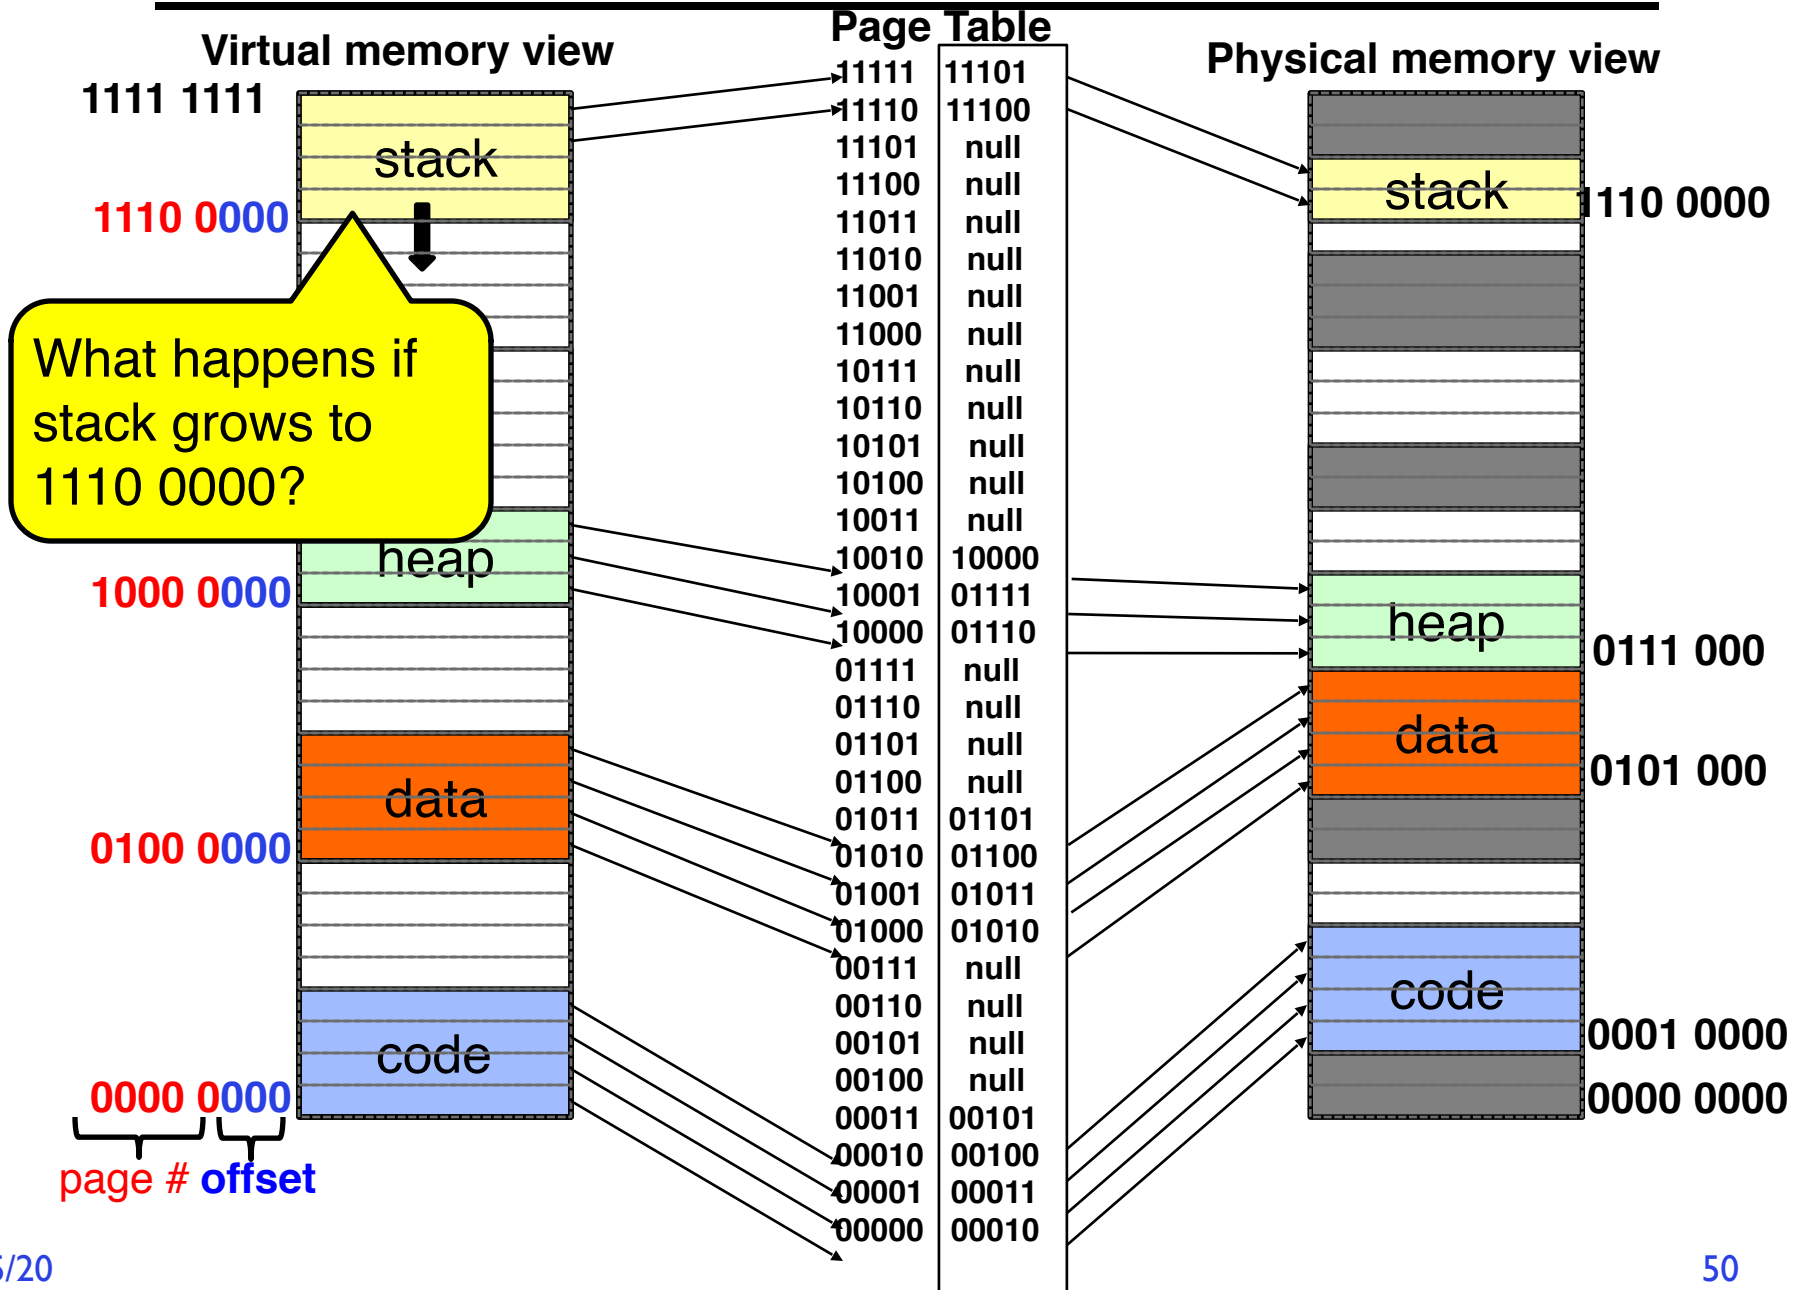 Page Table
Virtual memory view
Physical memory view
1111 1111
stack
1110 0000
What happens if
stack grows to
1110 0000?
heap
1000 0000
data
0100 0000
code
0000 0000
page # offset
11111 11101
11110 11100
11101 null
11100 null
11011 null
11010 null
11001 null
11000 null
10111 null
10110 null
10101 null
10100 null
10011 null
10010 10000
10001 01111
10000 01110
01111 null
01110 null
01101 null
01100 null
01011 01101
01010 01100
01001 01011
01000 01010
00111 null
00110 null
00101 null
00100 null
00011 00101
00010 00100
00001 00011
00000 00010
stack
1110 0000
heap
0111 000
data
0101 000
code
0001 0000
0000 0000
5/20
50